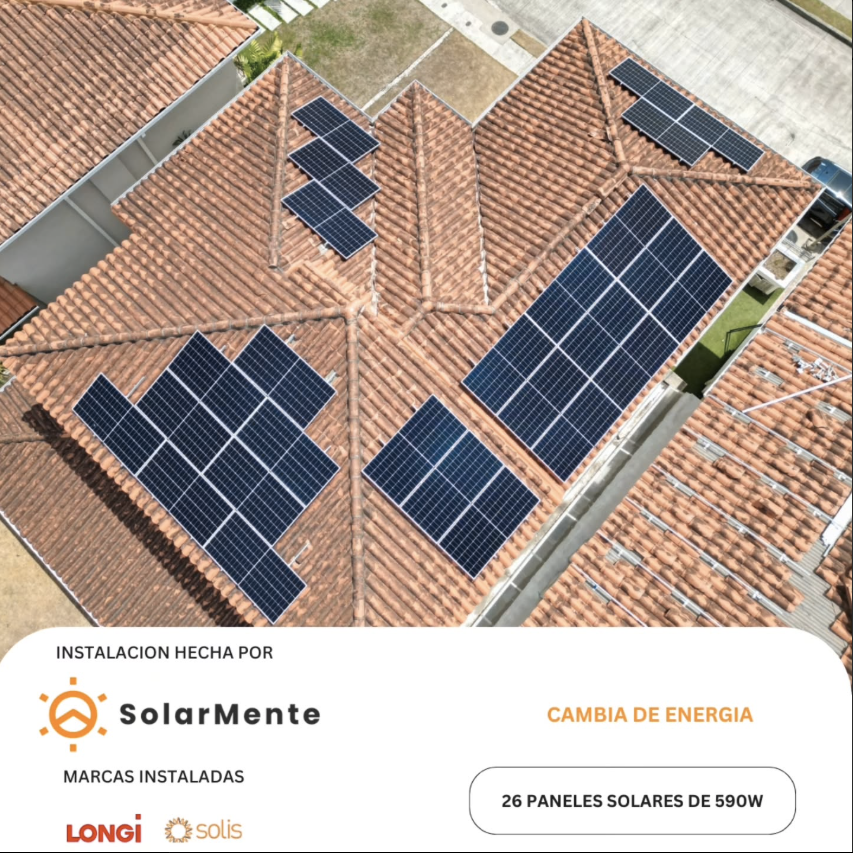 INSTALACION HECHA POR
SolarMente
CAMBIA DE ENERGIA
MARCAS INSTALADAS
26 PANELES SOLARES DE 590W
LONGi
solis